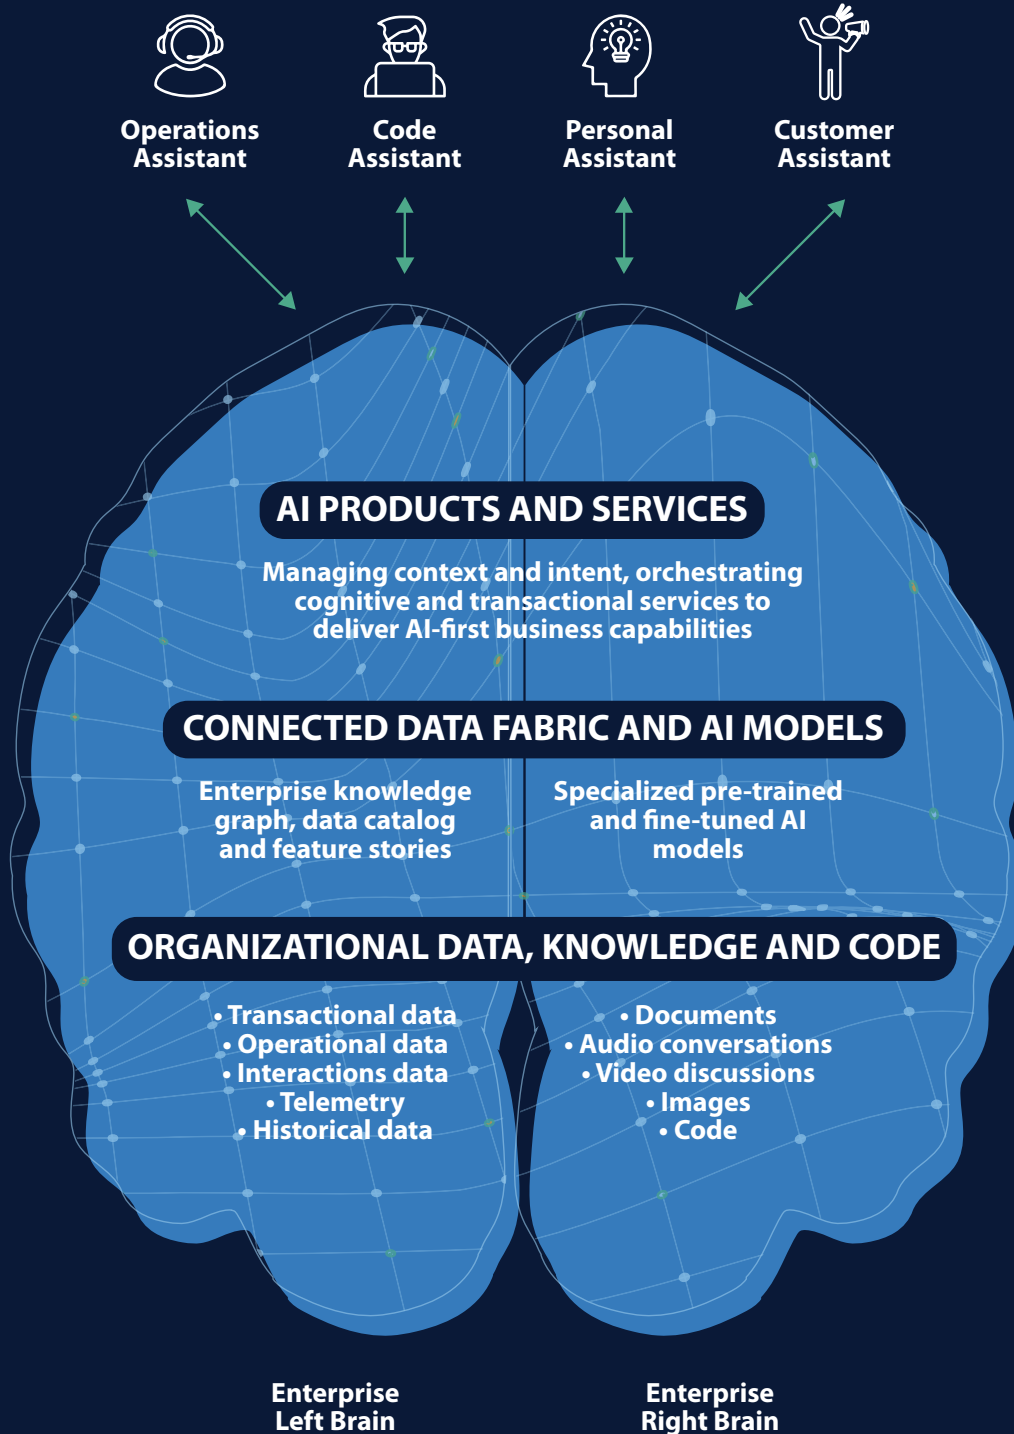 Operations
Assistant
Code
Assistant
Personal
Assistant
Customer
Assistant
AI PRODUCTS AND SERVICES
Managing context and intent, orchestrating
cognitive and transactional services to
deliver AI-first business capabilities
CONNECTED DATA FABRIC AND AI MODELS
Enterprise knowledge
graph, data catalog
and feature stories
Specialized pre-trained
and fine-tuned AI
models
ORGANIZATIONAL DATA, KNOWLEDGE AND CODE
• Transactional data
• Operational data
• Interactions data
• Telemetry
• Historical data
• Documents
• Audio conversations
• Video discussions
• Images
• Code
Enterprise
Left Brain
Enterprise
Right Brain